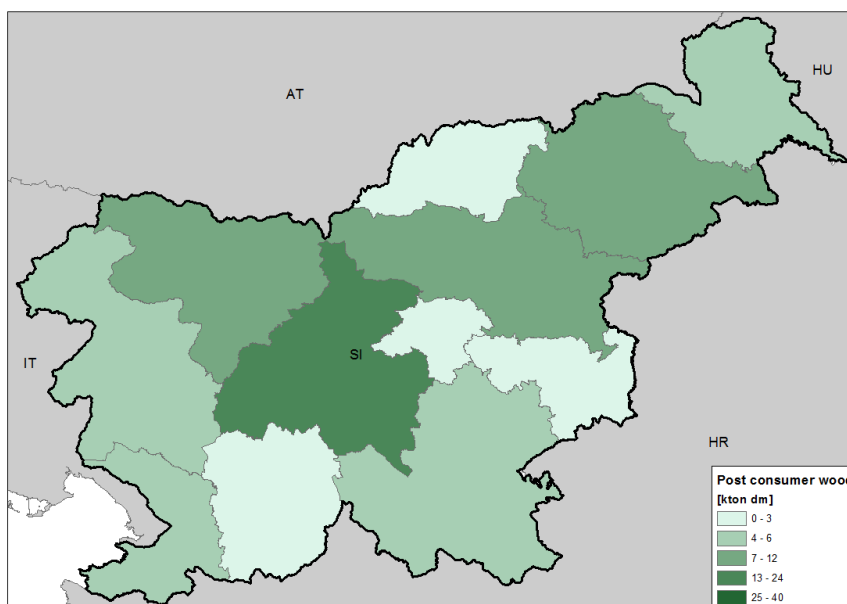 AT
HU
SI
IT
HR
Post consumer wood
[kton dm]
0 - 3
4 - 6
7 - 12
13 - 24
25 - 40